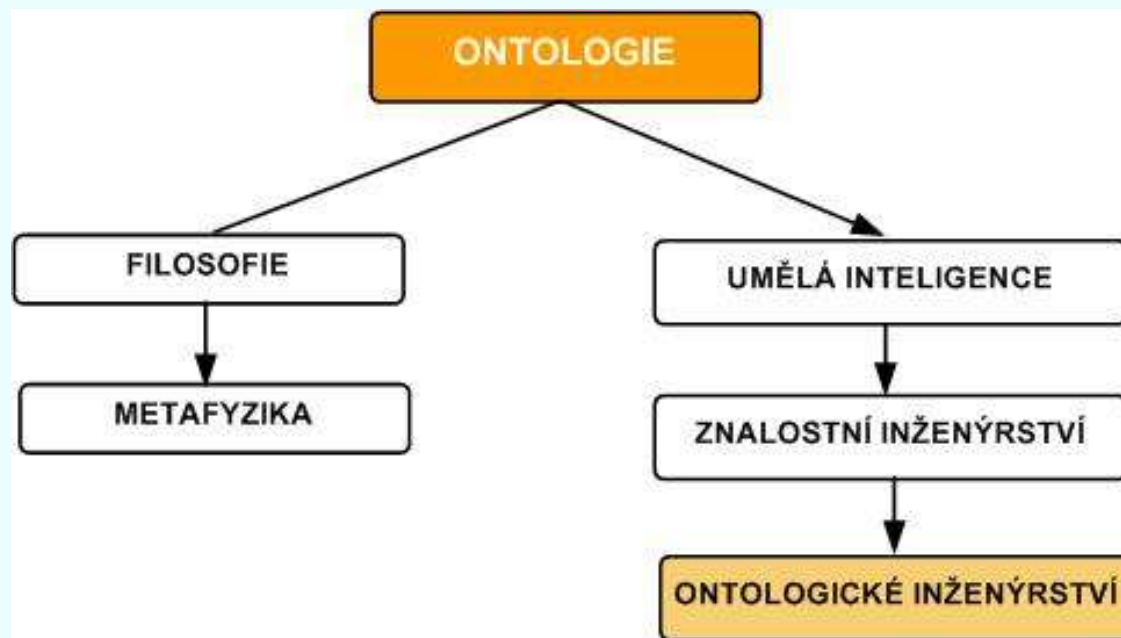 ONTOLOGIE
FILOSOFIE
METAFYZIKA
UMĚLÁ INTELIGENCE
ZNALOSTNÍ INŽENÝRSTVÍ
ONTOLOGICKÉ INŽENÝRSTVÍ